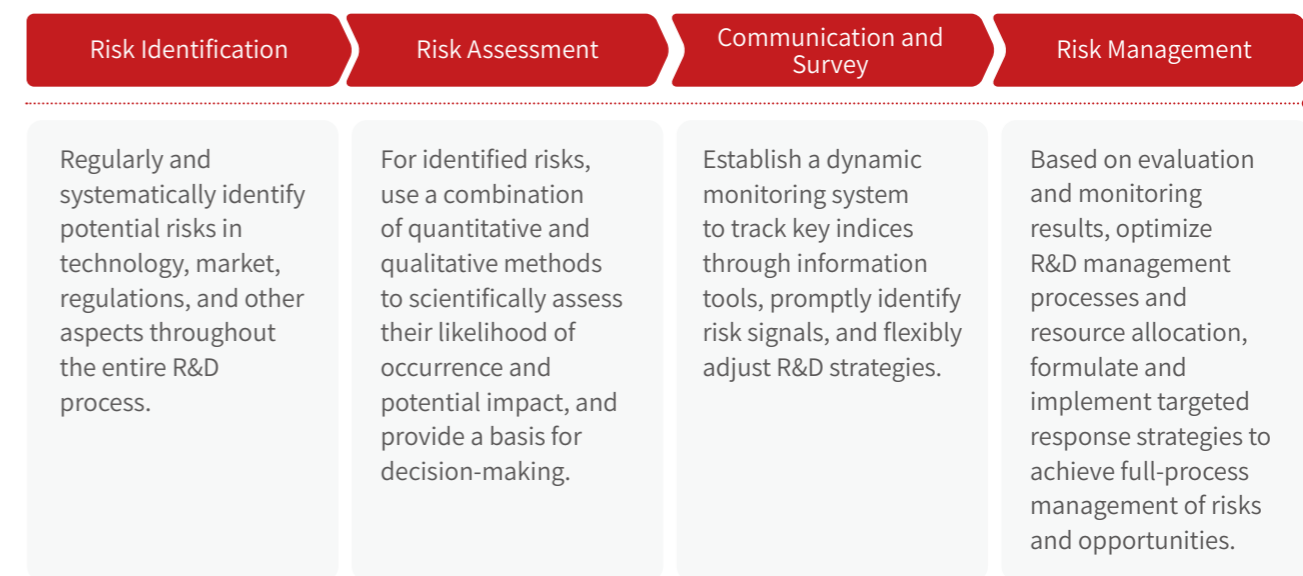 Risk Identification
Regularly and
systematically identify
potential risks in
technology, market,
regulations, and other
aspects throughout
the entire R&D
process.
Risk Assessment
For identified risks,
use a combination
of quantitative and
qualitative methods
to scientifically assess
their likelihood of
occurrence and
potential impact, and
provide a basis for
decision-making.
Communication and
Survey
Establish a dynamic
monitoring system
to track key indices
through information
tools, promptly identify
risk signals, and flexibly
adjust R&D strategies.
Risk Management
Based on evaluation
and monitoring
results, optimize
R&D management
processes and
resource allocation,
formulate and
implement targeted
response strategies to
achieve full-process
management of risks
and opportunities.